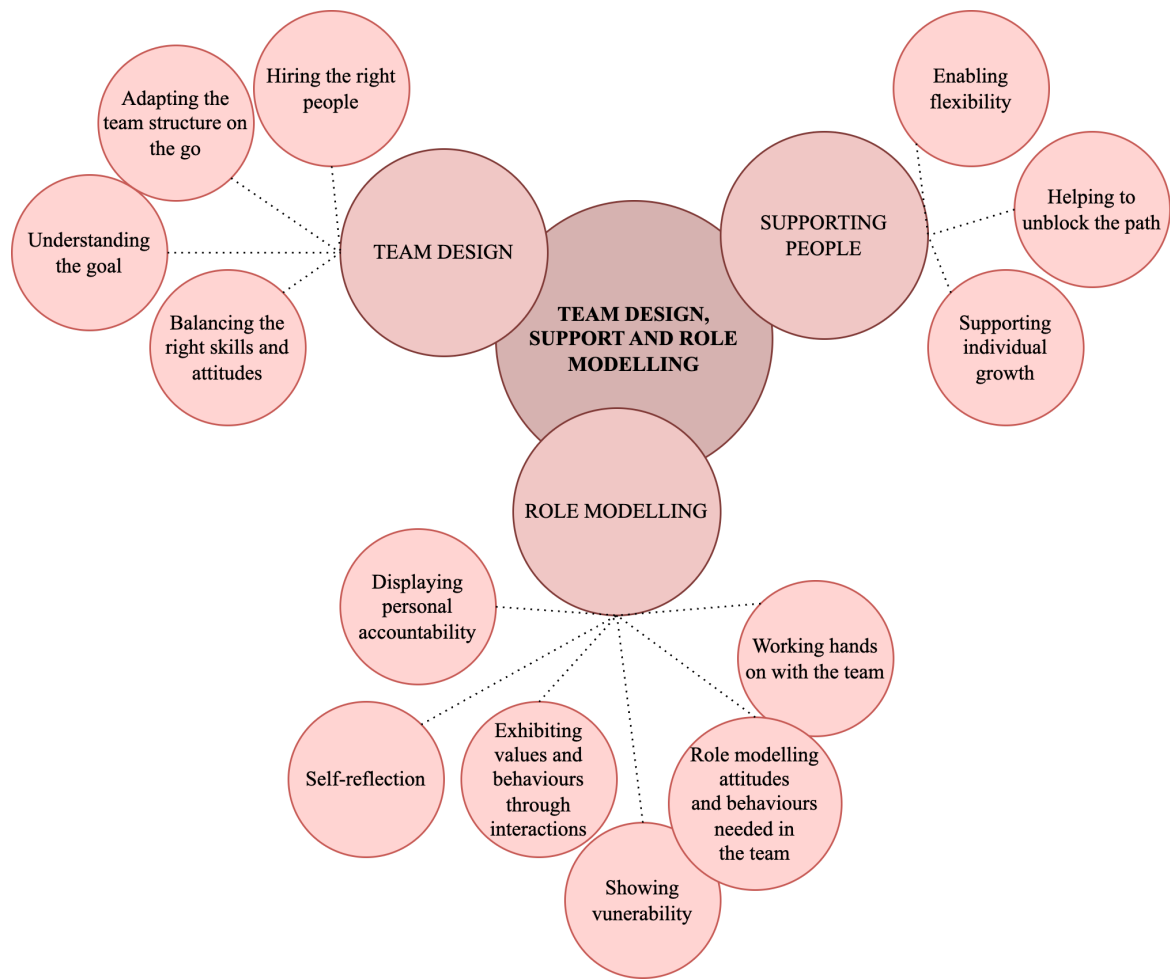 Hiring the right
people
Adapting the
team structure on
the go
Understanding
the goal
Balancing the
right skills and
attitudes
TEAM DESIGN
Enabling
flexibility
Helping to
unblock the path
Supporting
individual
growth
SUPPORTING
PEOPLE
TEAM DESIGN,
SUPPORT AND ROLE
MODELLING
ROLE MODELLING
Displaying
personal
accountability
Self-reflection
Exhibiting
values and
behaviours
through
interactions
Showing
vunerability
Role modelling
attitudes
and behaviours
needed in
the team
Working hands
on with the team